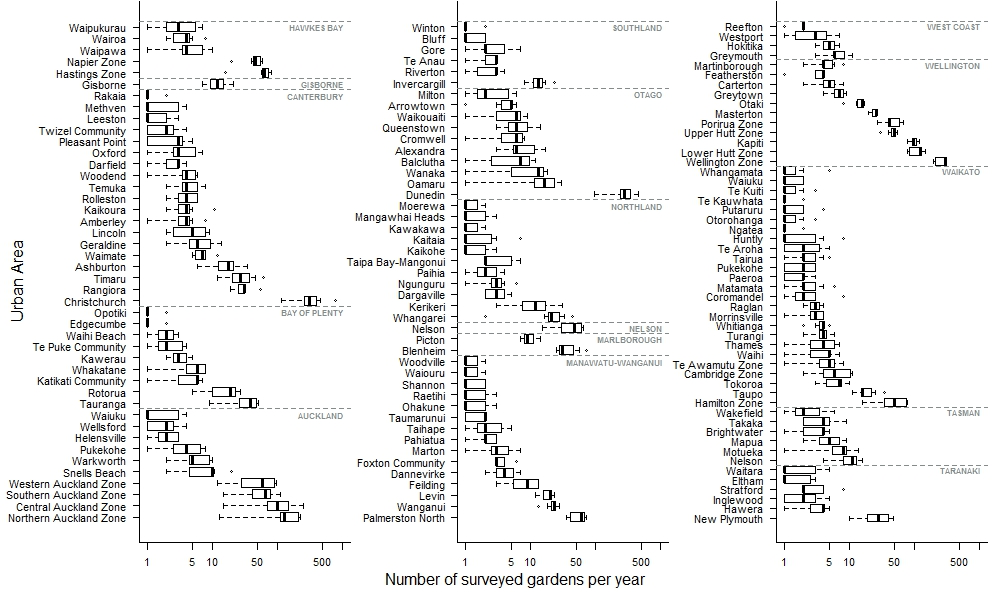 Urban Area
HAWKES BAY
Waipukurau
Wairoa
Waipawa
Napier Zone
Hastings Zone
GISBORNE
Gisborne
CANTERBURY
Rakaia
Methven
Leeston
Twizel Community
Pleasant Point
Oxford
Darfield
Woodend
Temuka
Rolleston
Kaikoura
Amberley
Lincoln
Geraldine
Waimate
Ashburton
Timaru
Rangiora
Christchurch
BAY OF PLENTY
Opotiki
Edgecumbe
Waihi Beach
Te Puke Community
Kawerau
Whakatane
Katikati Community
Rotorua
Tauranga
AUCKLAND
Waiuku
Wellsford
Helensville
Pukekohe
Warkworth
Snells Beach
Western Auckland Zone
Southern Auckland Zone
Central Auckland Zone
Northern Auckland Zone
1 5 10 50 500
SOUTHLAND
Winton
Bluff
Gore
Te Anau
Riverton
Invercargill
OTAGO
Milton
Arrowtown
Waikouaiti
Queenstown
Cromwell
Alexandra
Balclutha
Wanaka
Oamaru
Dunedin
NORTHLAND
Moerewa
Mangawhai Heads
Kawakawa
Kaitaia
Kaikohe
Taipa Bay-Mangonui
Paihia
Ngunguru
Dargaville
Kerikeri
Whangarei
NELSON
Nelson
MARLBOROUGH
Picton
Blenheim
MANAWATU-WANGANUI
Woodville
Waiouru
Shannon
Raetihi
Ohakune
Taumarunui
Taihape
Pahiatua
Marton
Foxton Community
Dannevirke
Feilding
Levin
Wanganui
Palmerston North
1 5 10 50 500
WEST COAST
Reefton
Westport
Hokitika
Greymouth
WELLINGTON
Martinborough
Featherston
Carterton
Greytown
Otaki
Masterton
Porirua Zone
Upper Hutt Zone
Kapiti
Lower Hutt Zone
Wellington Zone
WAIKATO
Whangamata
Waiuku
Te Kuiti
Te Kauwhata
Putaruru
Otorohanga
Ngatea
Huntly
Te Aroha
Tairua
Pukekohe
Paeroa
Matamata
Coromandel
Raglan
Morrinsville
Whitianga
Turangi
Thames
Waihi
Te Awamutu Zone
Cambridge Zone
Tokoroa
Taupo
Hamilton Zone
TASMAN
Wakefield
Takaka
Brightwater
Mapua
Motueka
Nelson
TARANAKI
Waitara
Eltham
Stratford
Inglewood
Hawera
New Plymouth
1 5 10 50 500
Number of surveyed gardens per year